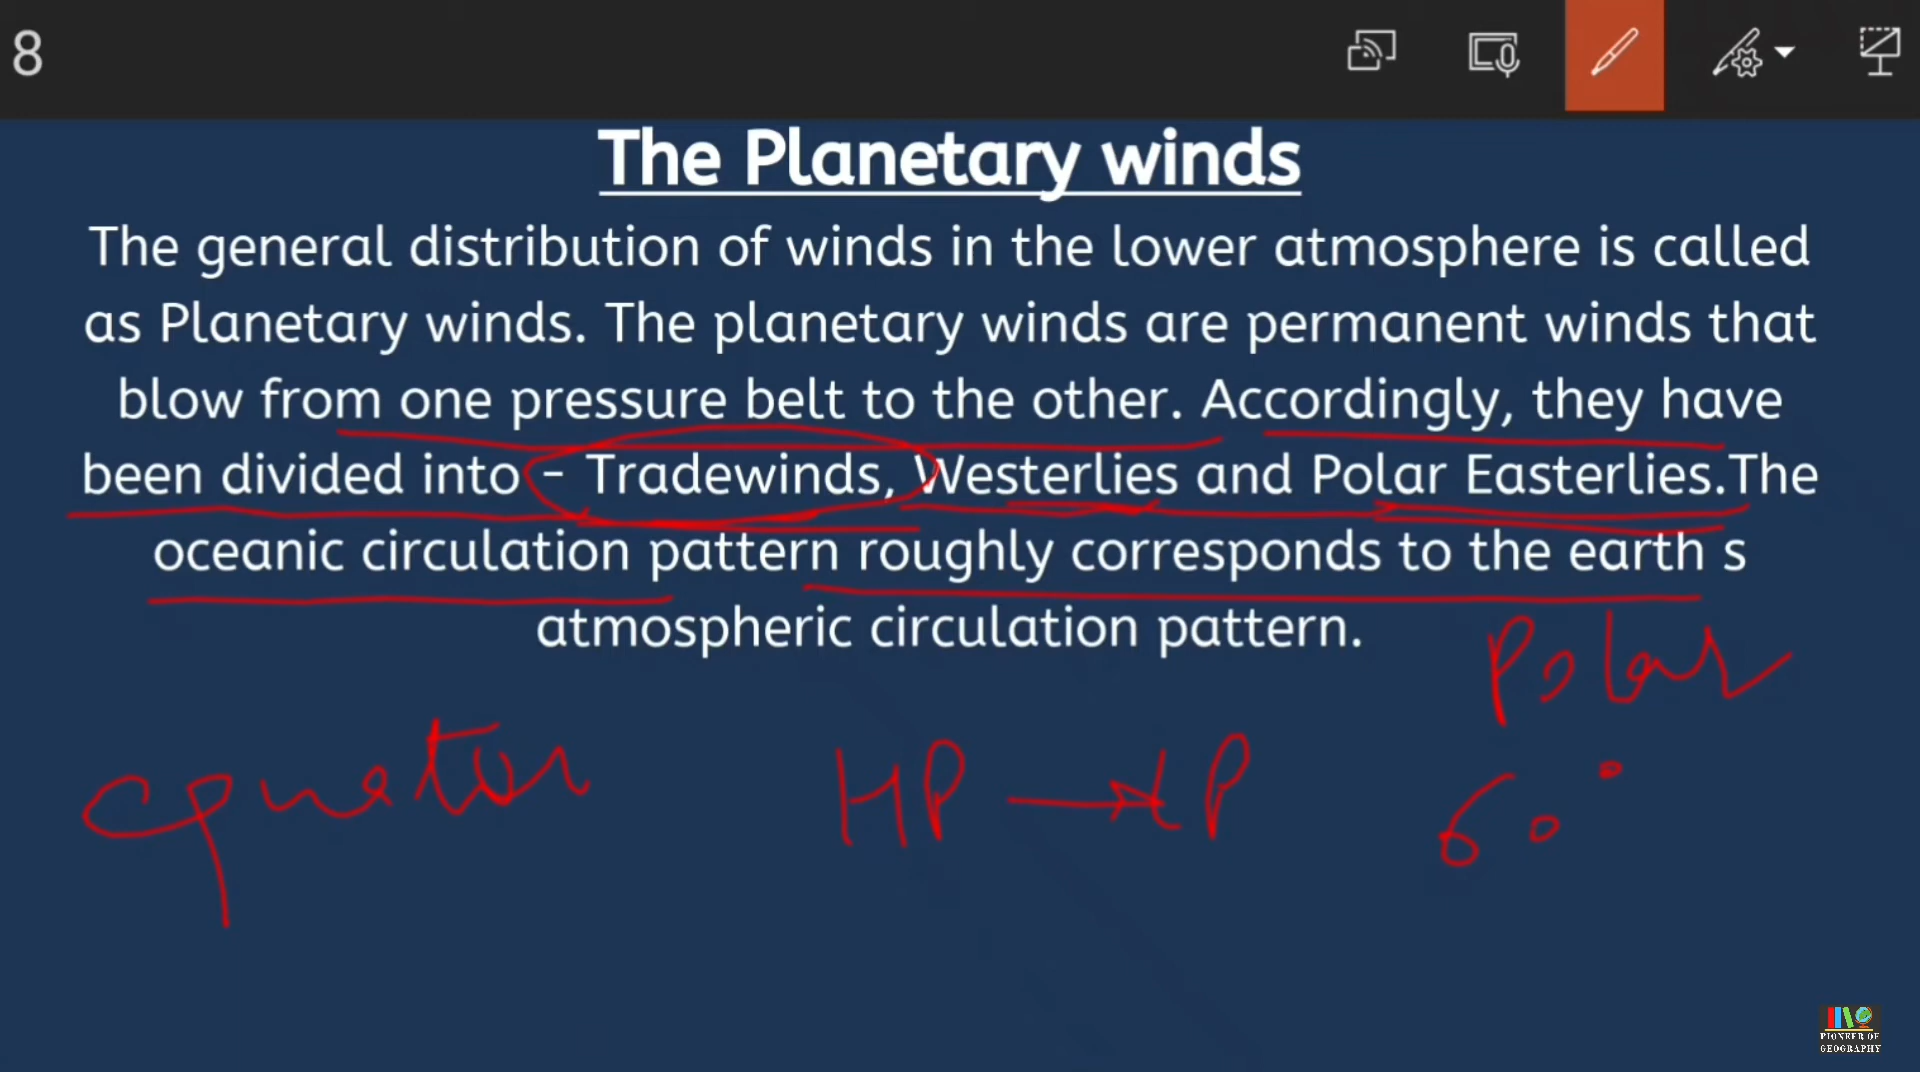 8
The Planetary winds
The general distribution of winds in the lower atmosphere is called
as Planetary winds. The planetary winds are permanent winds that
blow from one pressure belt to the other. Accordingly, they have
been divided into - Tradewinds, Westerlies and Polar Easterlies.The
oceanic circulation pattern roughly corresponds to the earth s
atmospheric circulation pattern.
Polar
equator HP → LP 60°
PIONEER OF
GEOGRAPHY